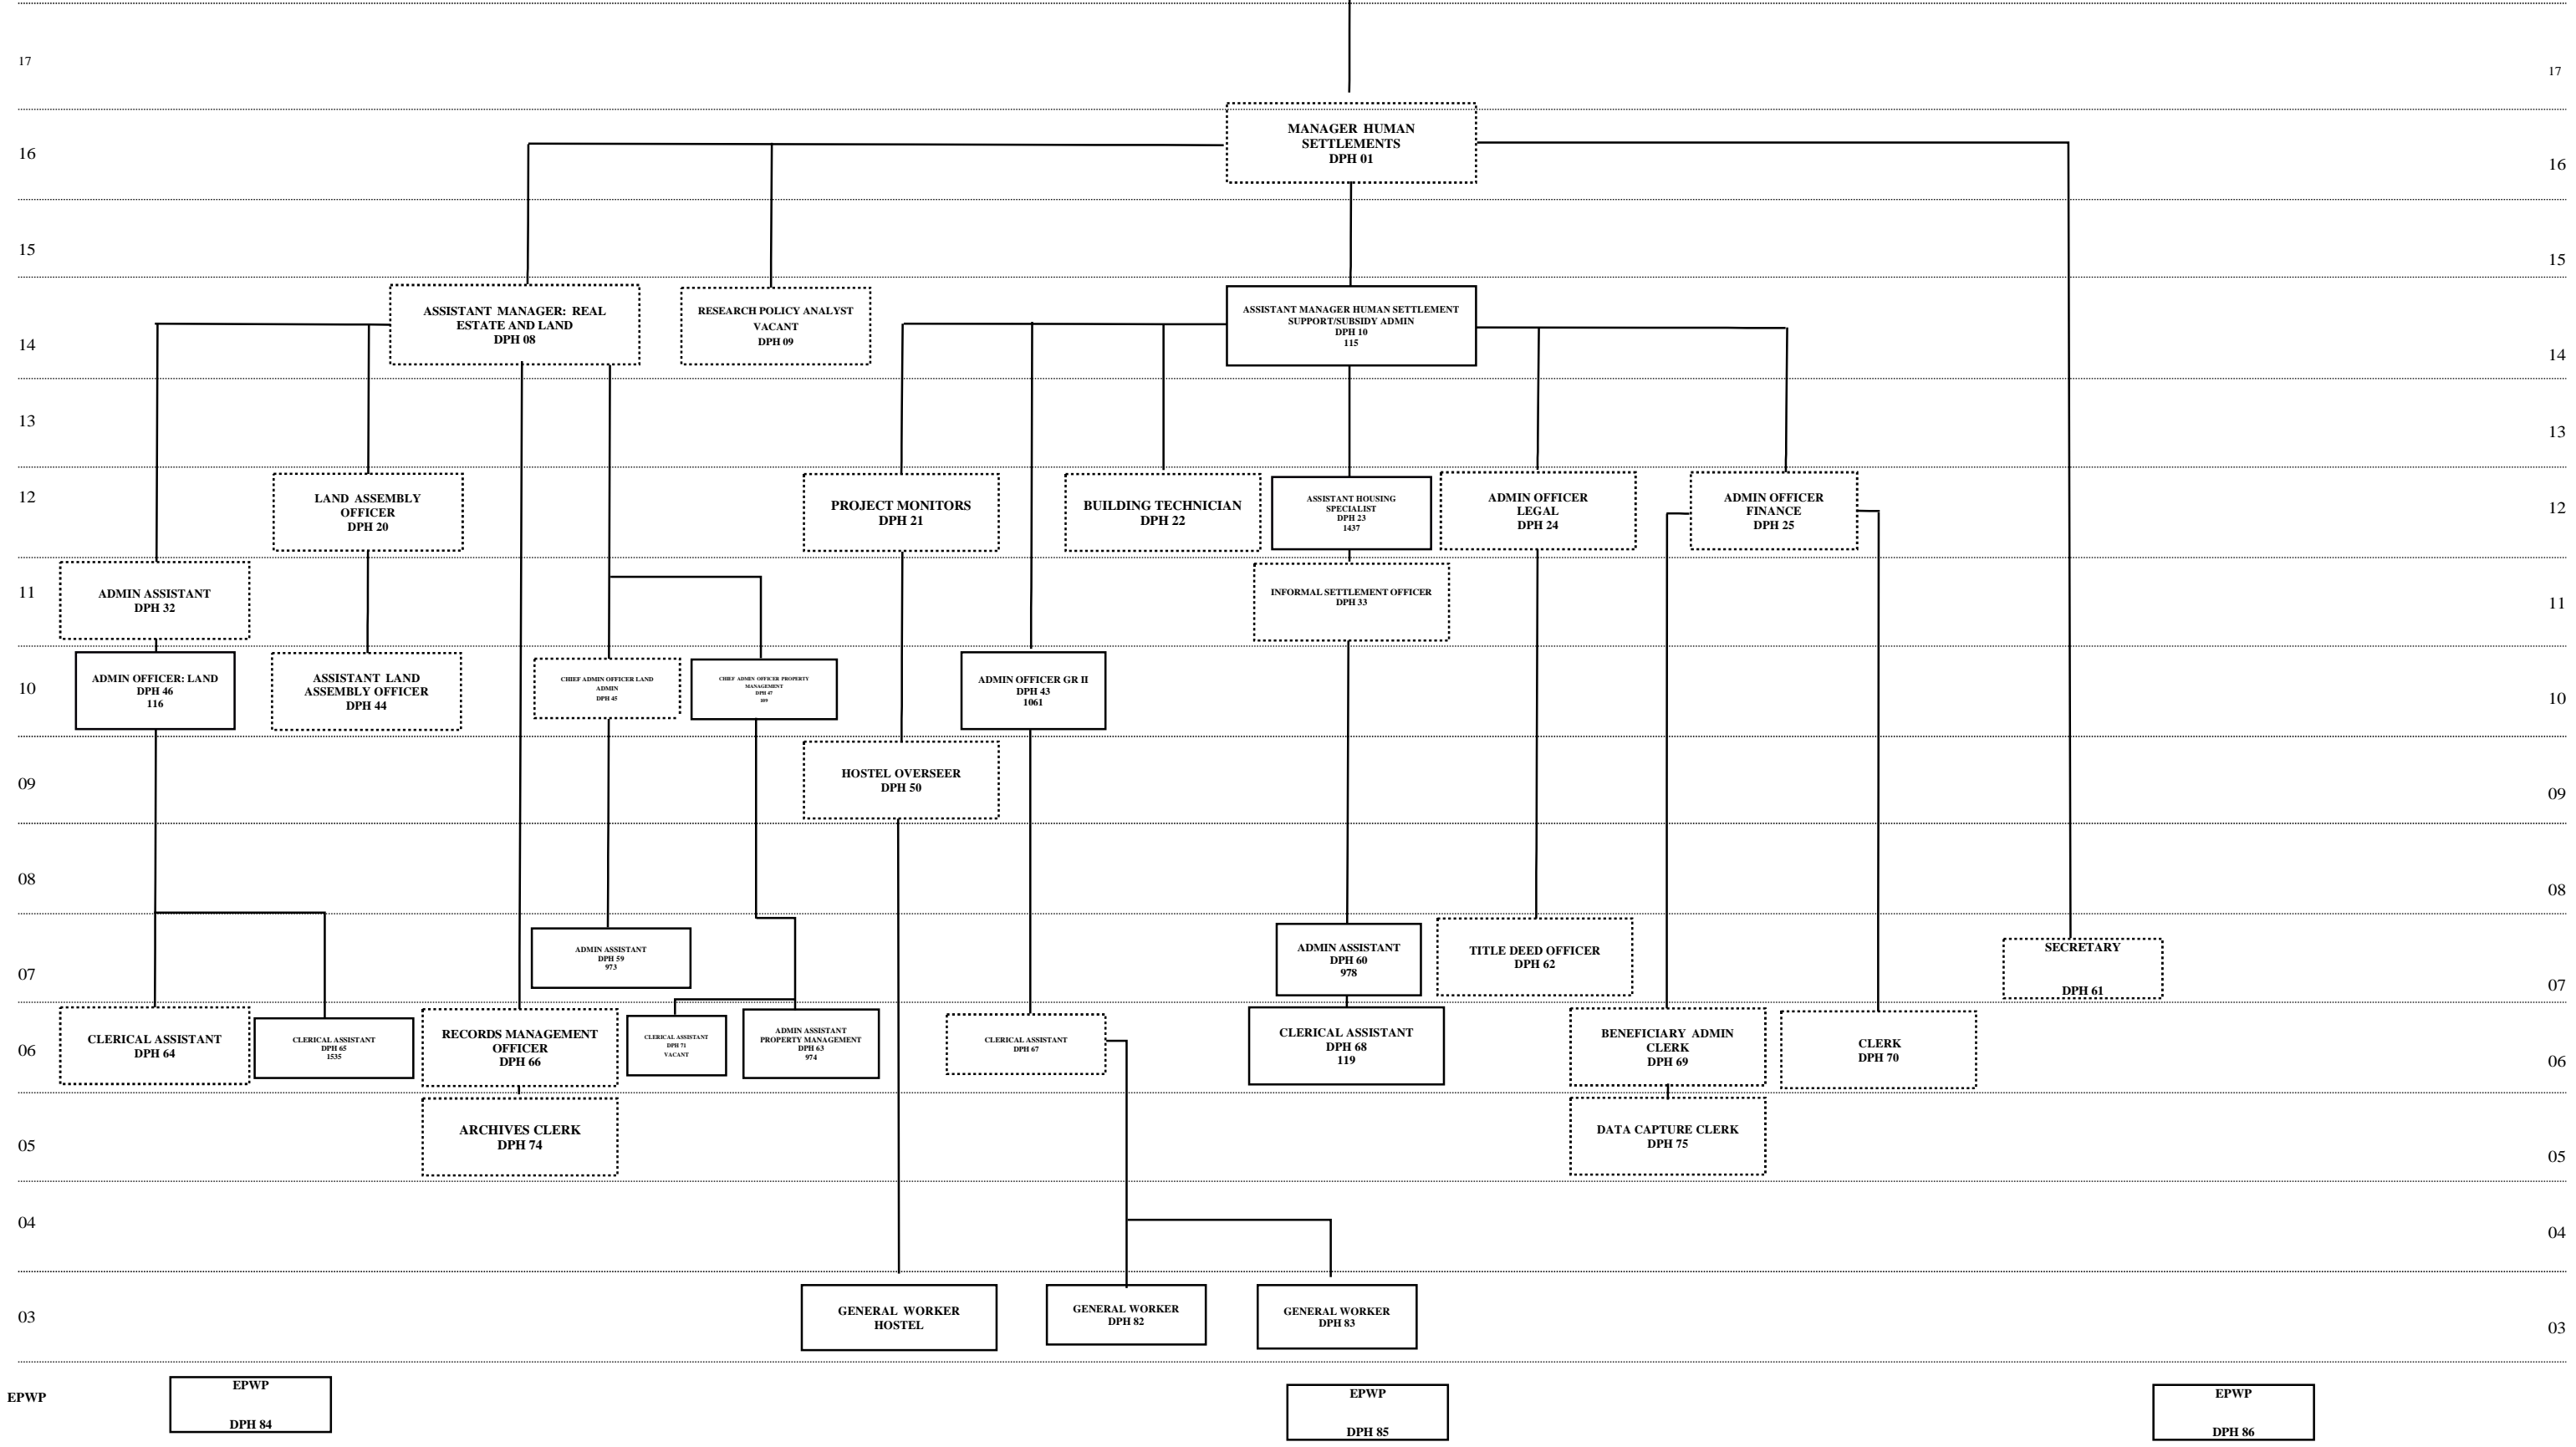 17
17
MANAGER HUMAN
SETTLEMENTS
DPH 01
16
16
15
15
ASSISTANT MANAGER: REAL
ESTATE AND LAND
DPH 08
RESEARCH POLICY ANALYST
VACANT
DPH 09
ASSISTANT MANAGER HUMAN SETTLEMENT
SUPPORT/SUBSIDY ADMIN
DPH 10
115
14
14
13
13
12
LAND ASSEMBLY
OFFICER
DPH 20
PROJECT MONITORS
DPH 21
BUILDING TECHNICIAN
DPH 22
ASSISTANT HOUSING
SPECIALIST
DPH 23
1437
ADMIN OFFICER
LEGAL
DPH 24
ADMIN OFFICER
FINANCE
DPH 25
12
11
ADMIN ASSISTANT
DPH 32
INFORMAL SETTLEMENT OFFICER
DPH 33
11
10
ADMIN OFFICER: LAND
DPH 46
116
ASSISTANT LAND
ASSEMBLY OFFICER
DPH 44
CHIEF ADMIN OFFICER LAND
ADMIN
DPH 45
CHIEF ADMIN OFFICER PROPERTY
MANAGEMENT
DPH 47
ADMIN OFFICER GR II
DPH 43
1061
10
09
HOSTEL OVERSEER
DPH 50
09
08
08
07
ADMIN ASSISTANT
DPH 59
973
ADMIN ASSISTANT
DPH 60
978
TITLE DEED OFFICER
DPH 62
SECRETARY
DPH 61
07
06
CLERICAL ASSISTANT
DPH 64
CLERICAL ASSISTANT
DPH 65
1535
RECORDS MANAGEMENT
OFFICER
DPH 66
CLERICAL ASSISTANT
DPH 71
VACANT
ADMIN ASSISTANT
PROPERTY MANAGEMENT
DPH 63
974
CLERICAL ASSISTANT
DPH 67
CLERICAL ASSISTANT
DPH 68
119
BENEFICIARY ADMIN
CLERK
DPH 69
CLERK
DPH 70
06
05
ARCHIVES CLERK
DPH 74
DATA CAPTURE CLERK
DPH 75
05
04
04
03
GENERAL WORKER
HOSTEL
GENERAL WORKER
DPH 82
GENERAL WORKER
DPH 83
03
EPWP
EPWP
DPH 84
EPWP
DPH 85
EPWP
DPH 86